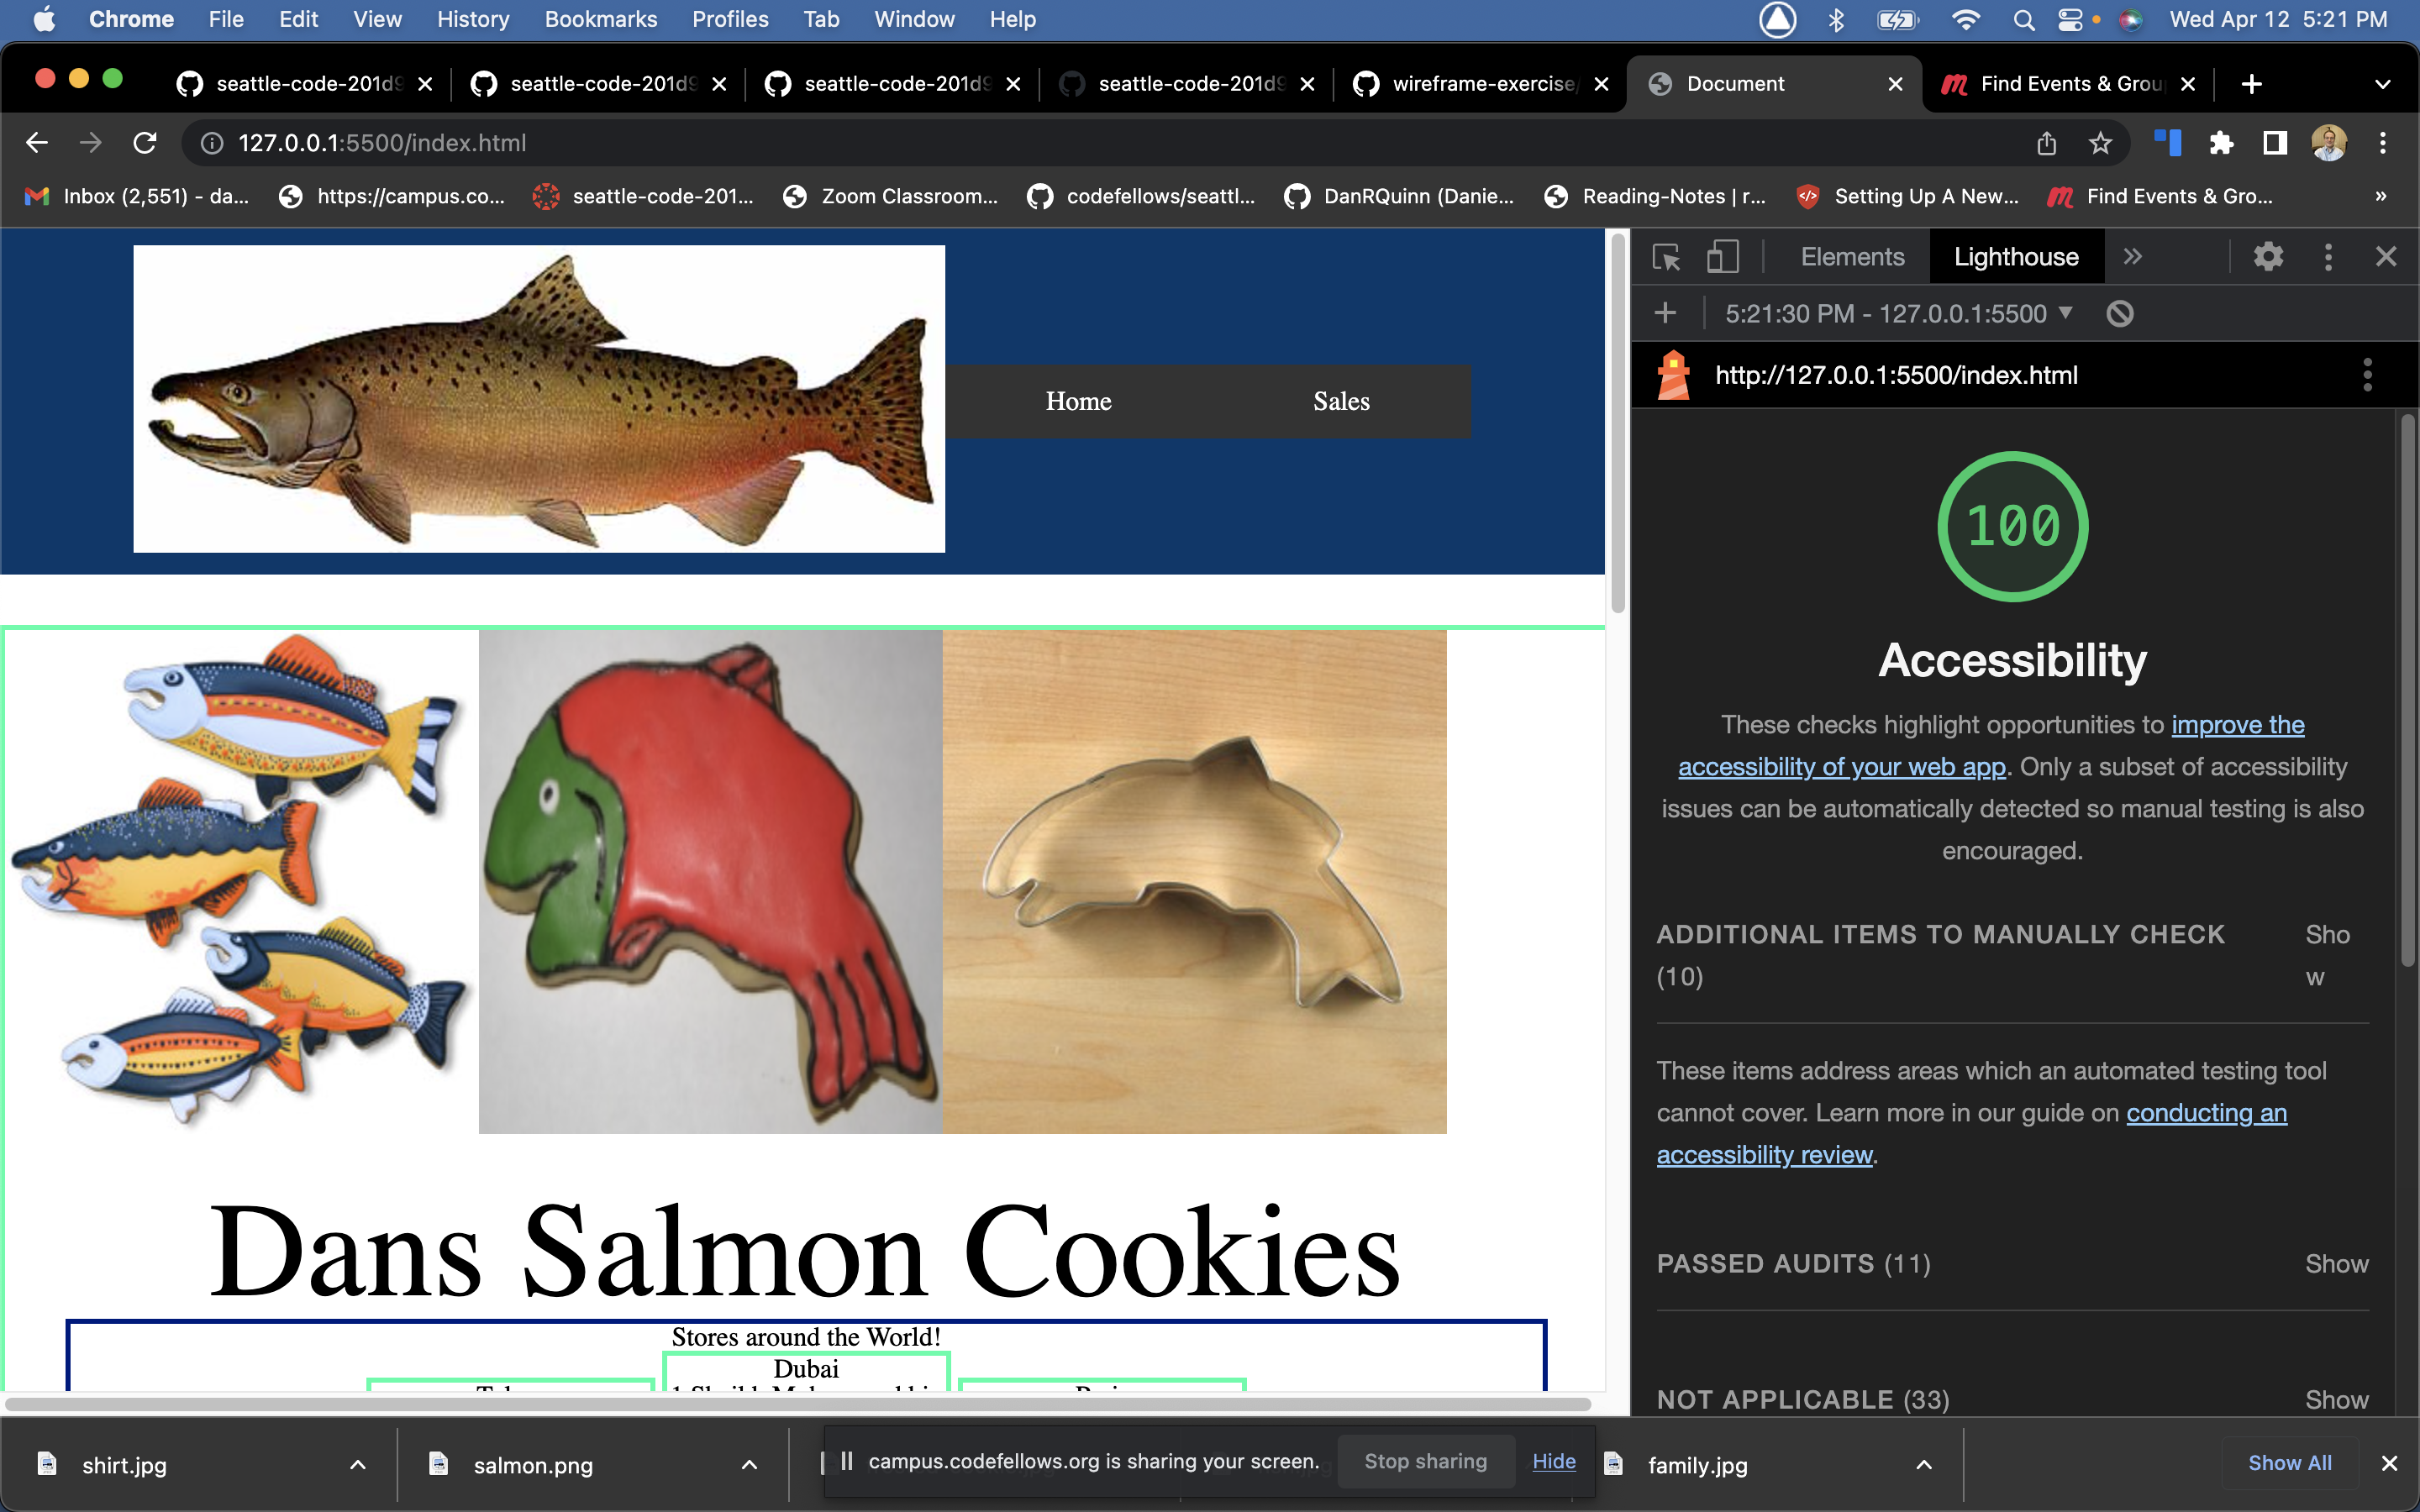 Chrome File Edit View History Bookmarks Profiles Tab Window Help Wed Apr 12 5:21 PM
seattle-code-201d9 seattle-code-201d9 seattle-code-201d9 seattle-code-201d9 wireframe-exercise/ Document Find Events & Grou
127.0.0.1:5500/index.html
Inbox (2,551) - da... https://campus.co... seattle-code-201... Zoom Classroom... codefellows/seattl... DanRQuinn (Danie... Reading-Notes | r... Setting Up A New... Find Events & Gro... »
Home Sales
Dans Salmon Cookies
Stores around the World!
Dubai
Elements Lighthouse »
5:21:30 PM - 127.0.0.1:5500
http://127.0.0.1:5500/index.html
100
Accessibility
These checks highlight opportunities to improve the
accessibility of your web app. Only a subset of accessibility
issues can be automatically detected so manual testing is also
encouraged.
ADDITIONAL ITEMS TO MANUALLY CHECK Sho
(10) w
These items address areas which an automated testing tool
cannot cover. Learn more in our guide on conducting an
accessibility review.
PASSED AUDITS (11) Show
NOT APPLICABLE (33) Show
shirt.jpg salmon.png campus.codefellows.org is sharing your screen. Stop sharing Hide family.jpg Show All